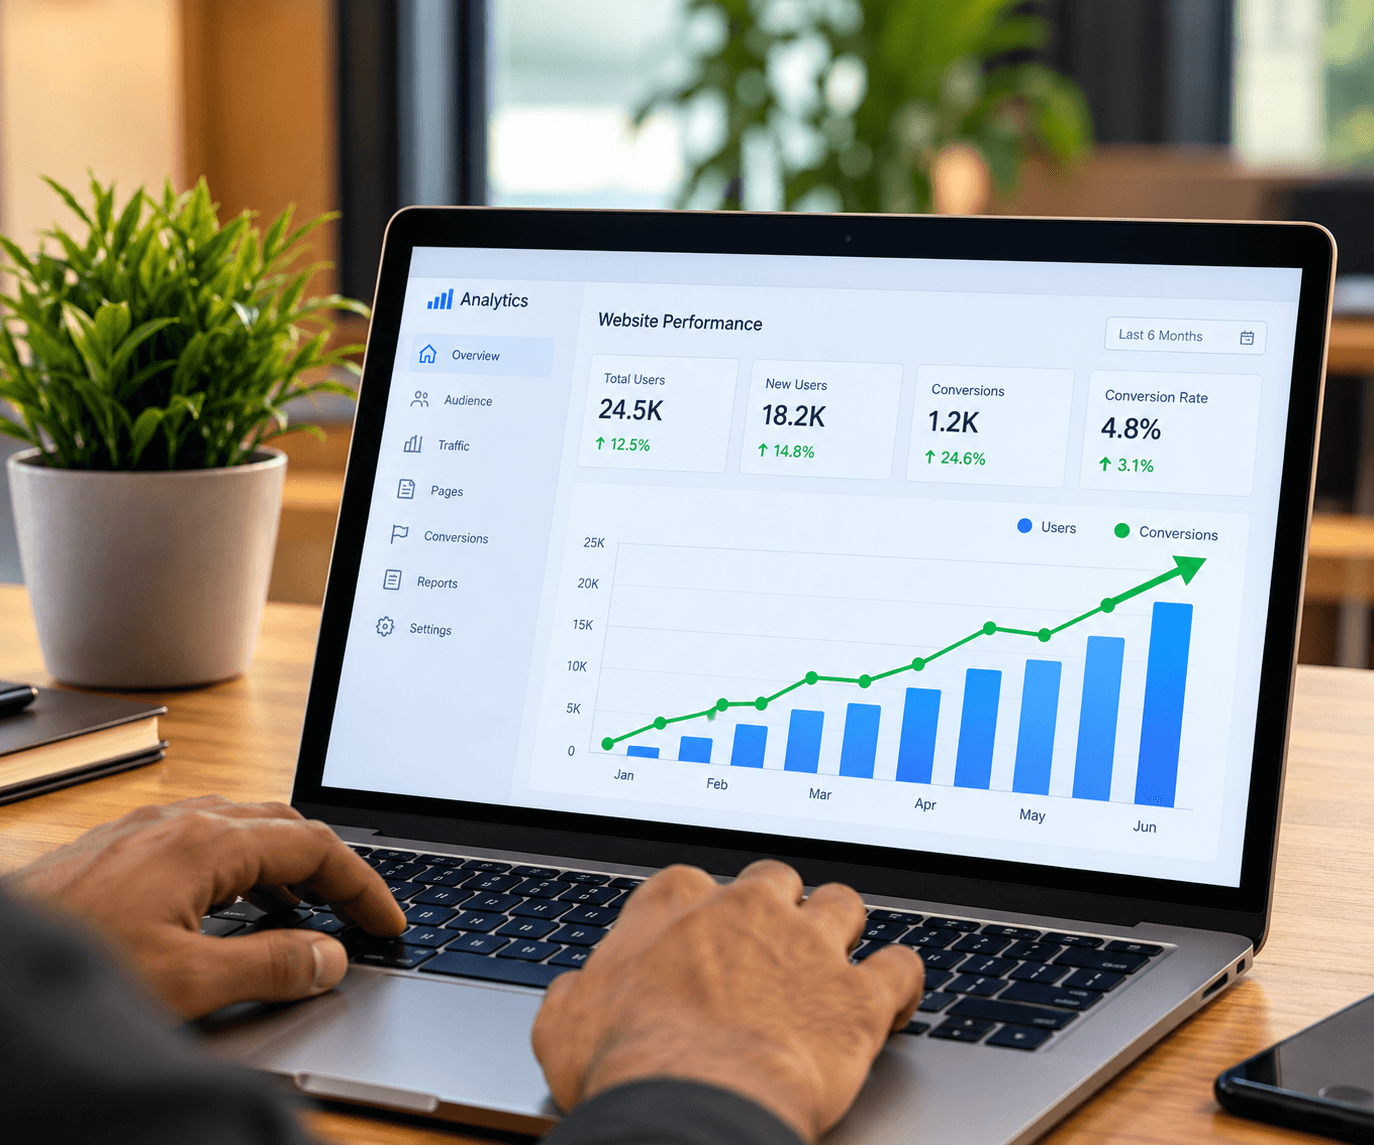 Analytics
Overview
Audience
Traffic
Pages
Conversions
Reports
Settings
Website Performance
Last 6 Months
Total Users
24.5K
↑ 12.5%
New Users
18.2K
↑ 14.8%
Conversions
1.2K
↑ 24.6%
Conversion Rate
4.8%
↑ 3.1%
Users
Conversions
25K
20K
15K
10K
5K
0
Jan
Feb
Mar
Apr
May
Jun